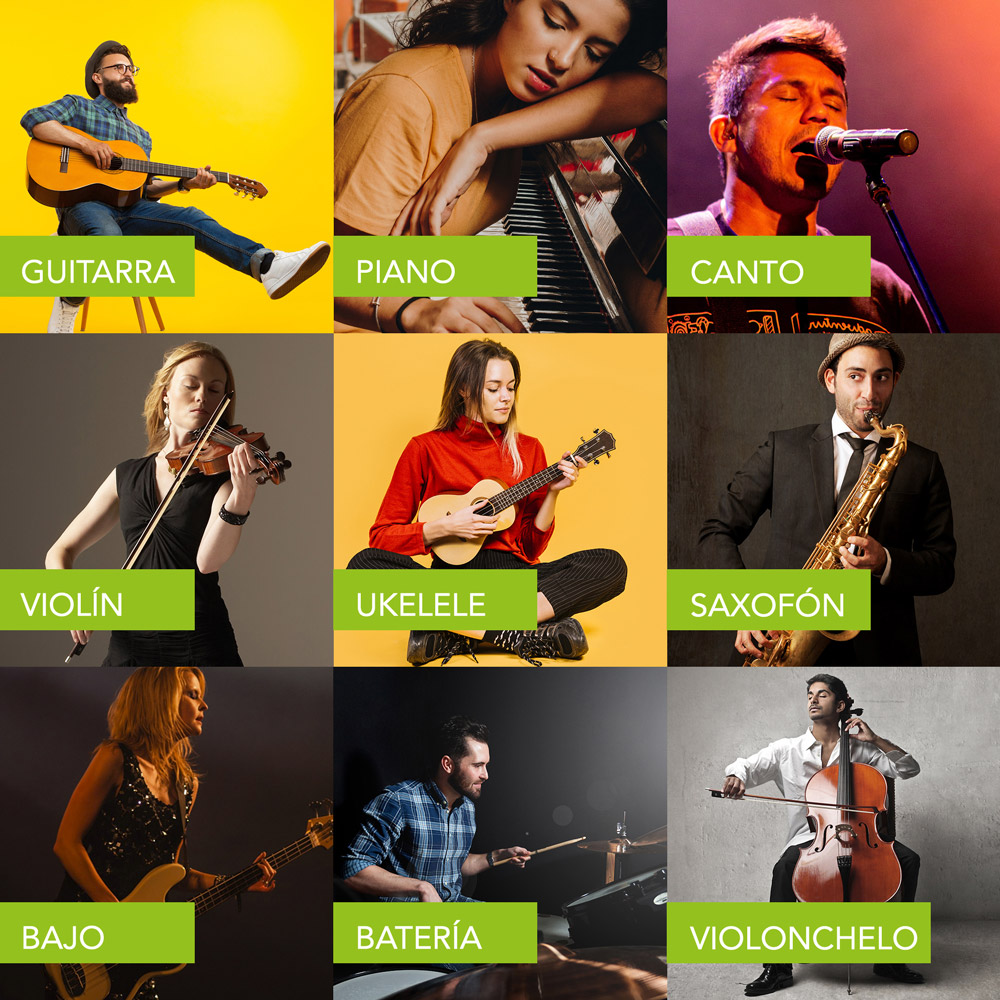 GUITARRA
PIANO
CANTO
VIOLÍN
UKELELE
SAXOFÓN
BAJO
BATERÍA
VIOLONCHELO